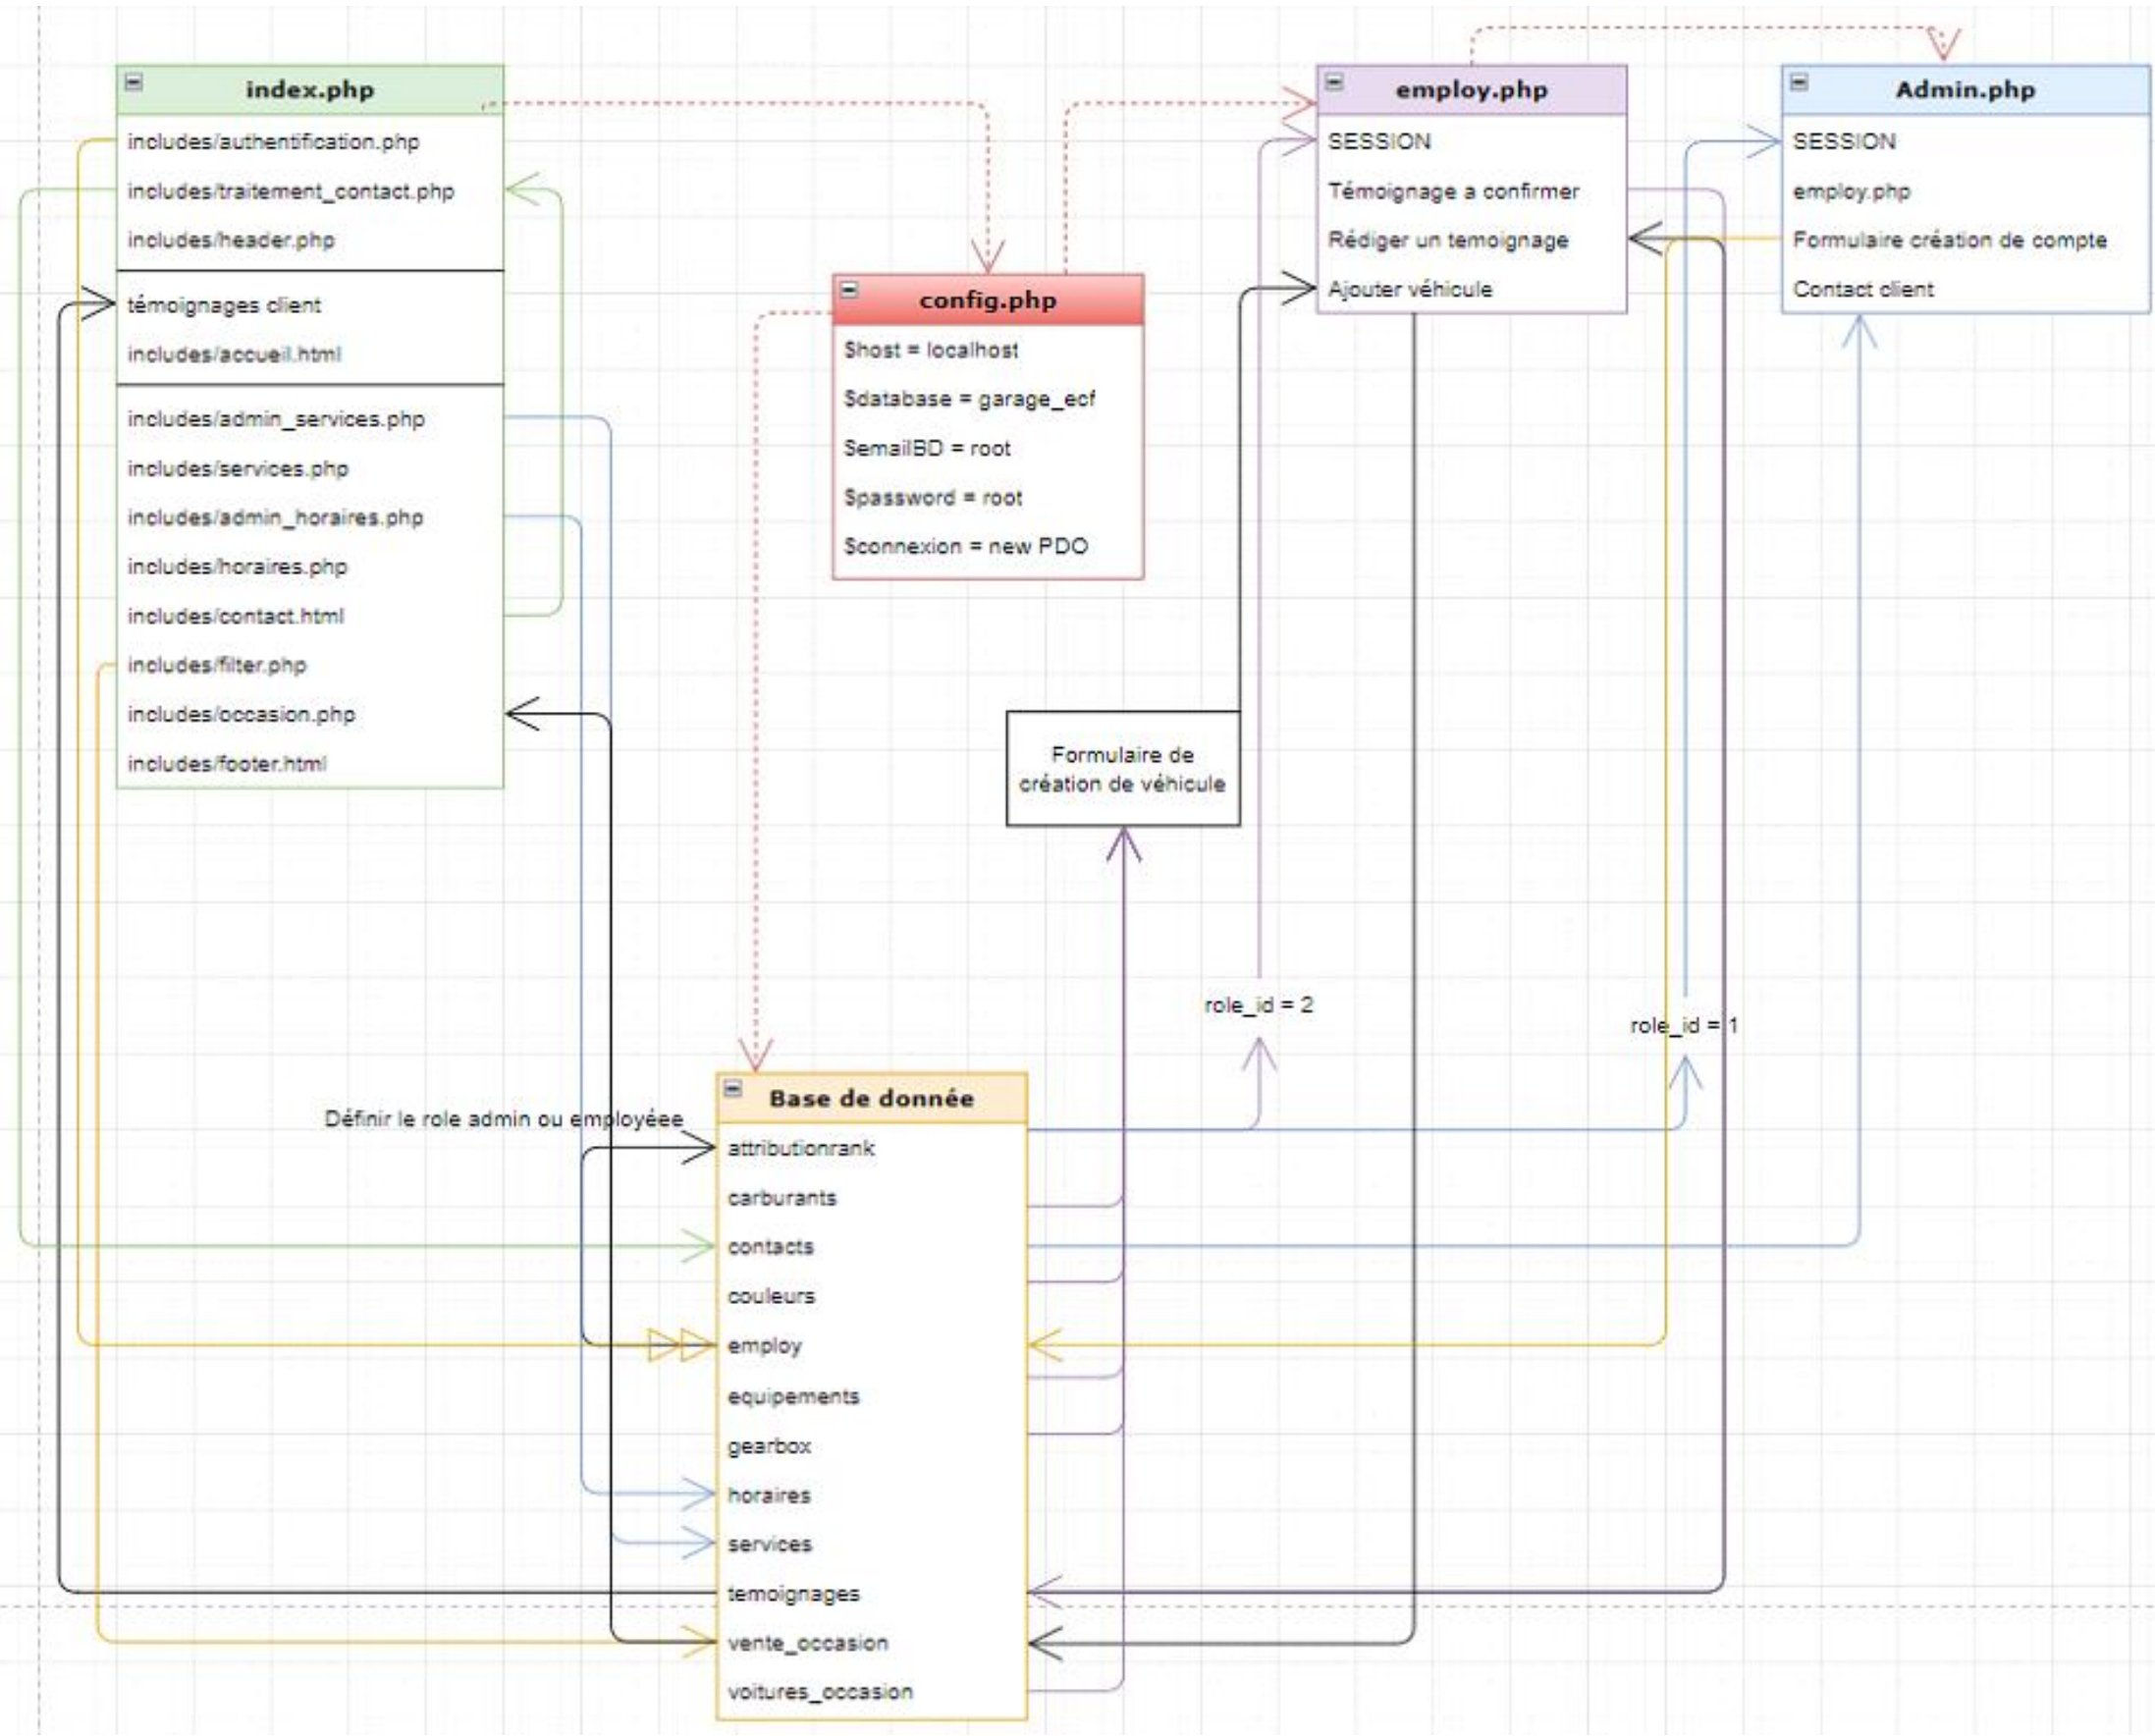 index.php
includes/authentification.php
includes/traitement_contact.php
includes/header.php
témoignages client
includes/accueil.html
includes/admin_services.php
includes/services.php
includes/admin_horaires.php
includes/horaires.php
includes/contact.html
includes/filter.php
includes/occasion.php
includes/footer.html
config.php
$host = localhost
$database = garage_ecf
$emailBD = root
$password = root
$connexion = new PDO
employ.php
SESSION
Témoignage a confirmer
Rédiger un temoignage
Ajouter véhicule
Admin.php
SESSION
employ.php
Formulaire création de compte
Contact client
Formulaire de
création de véhicule
role_id = 2
role_id = 1
Définir le role admin ou employéee
Base de donnée
attributionrank
carburants
contacts
couleurs
employ
equipements
gearbox
horaires
services
temoignages
vente_occasion
voitures_occasion